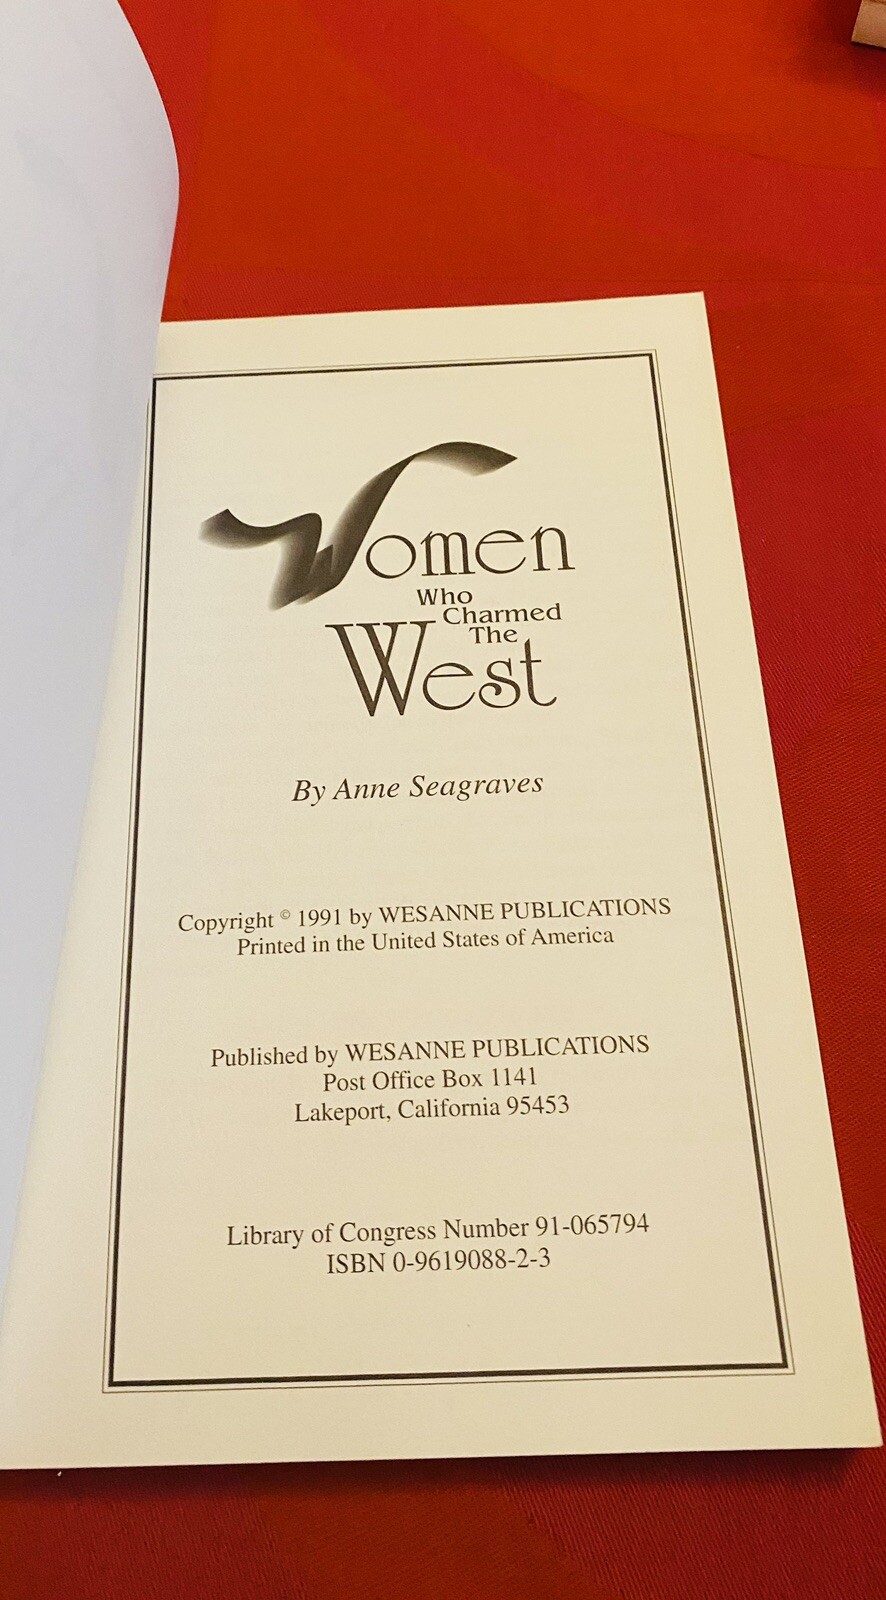 Women
Who
Charmed
The
West
By Anne Seagraves
Copyright © 1991 by WESANNE PUBLICATIONS
Printed in the United States of America
Published by WESANNE PUBLICATIONS
Post Office Box 1141
Lakeport, California 95453
Library of Congress Number 91-065794
ISBN 0-9619088-2-3